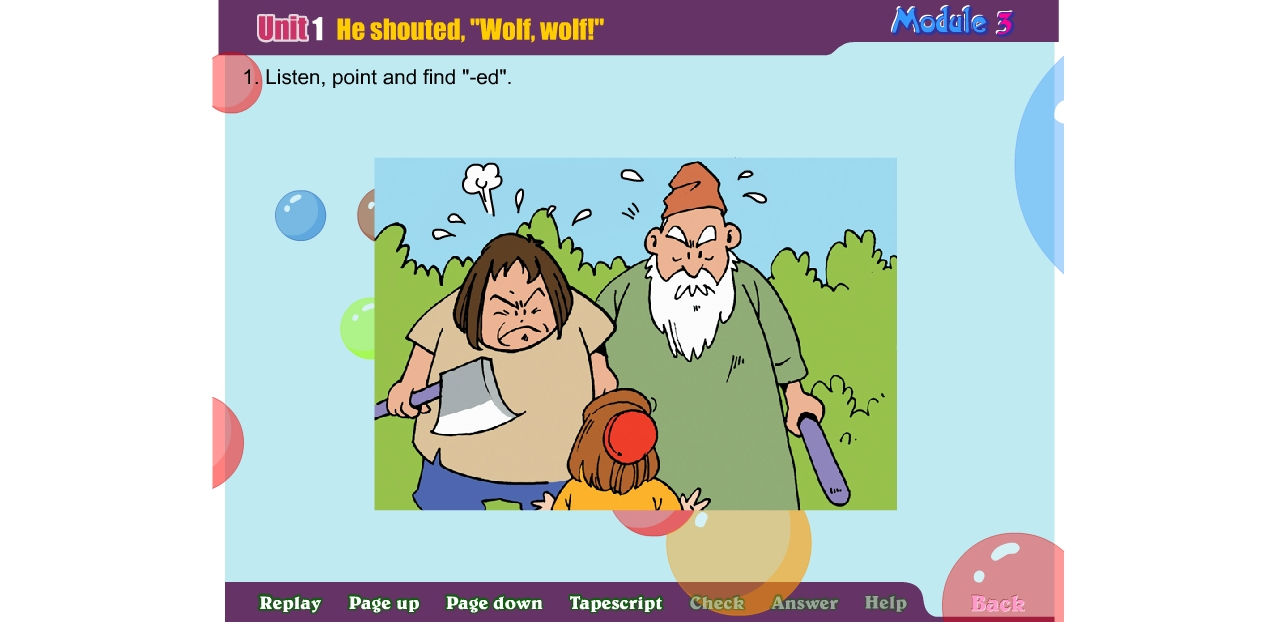 Unit 1 He shouted, "Wolf, wolf!"
Module 3
1. Listen, point and find "-ed".
Replay Page up Page down Tapescript Check Answer Help Back